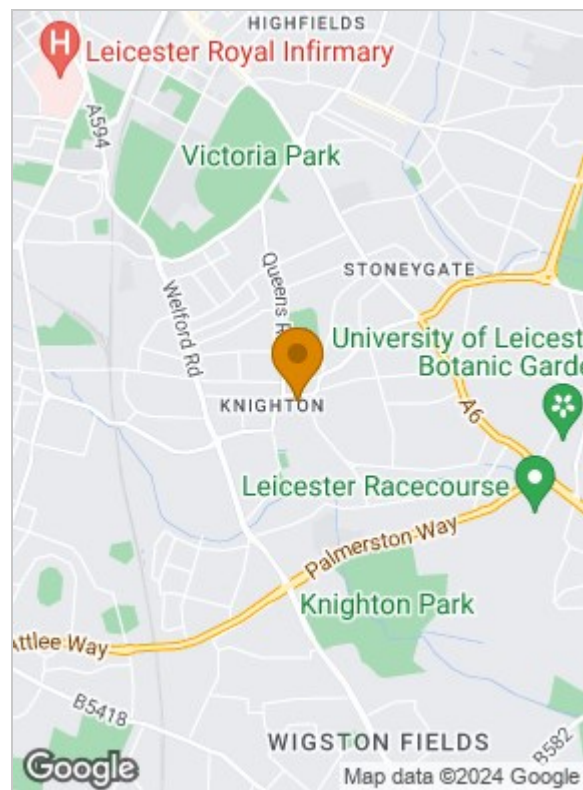 HIGHFIELDS
H
Leicester Royal Infirmary
A594
Victoria Park
STONEYGATE
Queens R
Welford Rd
University of Leicest
Botanic Garde
KNIGHTON
A6
Leicester Racecourse
Palmerston Way
Knighton Park
Attlee Way
B5418
WIGSTON FIELDS
B582
Google
Map data ©2024 Google